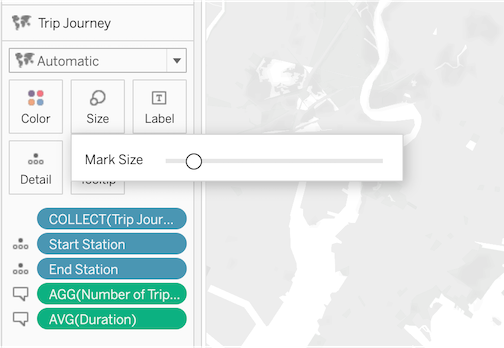 Trip Journey
Automatic
Color
Size
Label
Mark Size
Detail
Tooltip
COLLECT(Trip Jour...
Start Station
End Station
AGG(Number of Trip...
AVG(Duration)